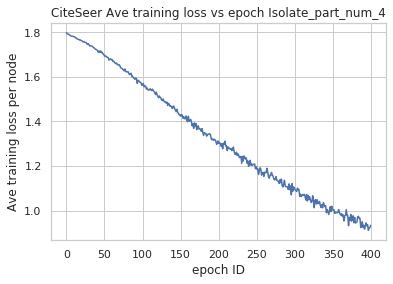 CiteSeer Ave training loss vs epoch Isolate_part_num_4
Ave training loss per node
1.8
1.6
1.4
1.2
1.0
0 50 100 150 200 250 300 350 400
epoch ID